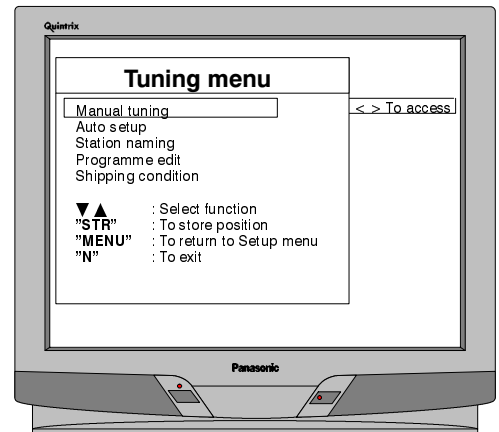 Quintrix
Tuning menu
Manual tuning
< > To access
Auto setup
Station naming
Programme edit
Shipping condition
▼ ▲ : Select function
”STR” : To store position
”MENU” : To return to Setup menu
”N” : To exit
Panasonic